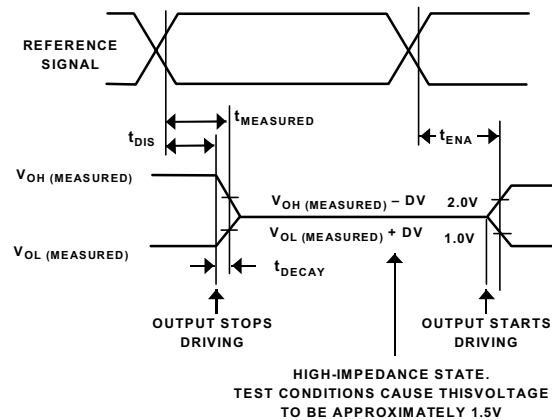 REFERENCE
SIGNAL
tMEASURED
tDIS
tENA
VOH (MEASURED)
VOH (MEASURED) – DV 2.0V
VOL (MEASURED) + DV 1.0V
VOL (MEASURED)
tDECAY
OUTPUT STOPS
DRIVING
OUTPUT STARTS
DRIVING
HIGH-IMPEDANCE STATE.
TEST CONDITIONS CAUSE THISVOLTAGE
TO BE APPROXIMATELY 1.5V